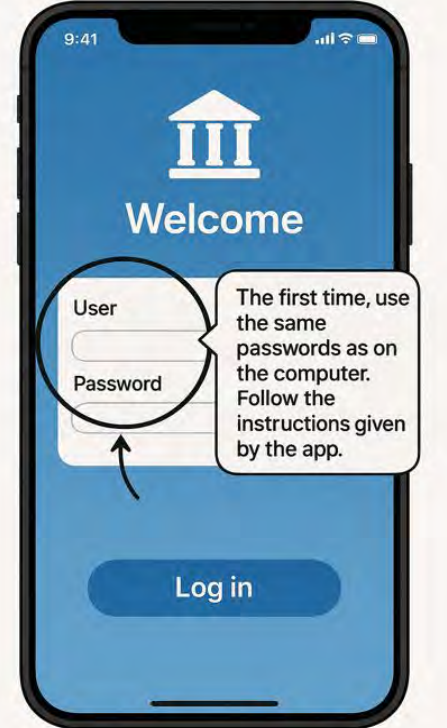 9:41
Welcome
User
Password
The first time, use
the same
passwords as on
the computer.
Follow the
instructions given
by the app.
Log in